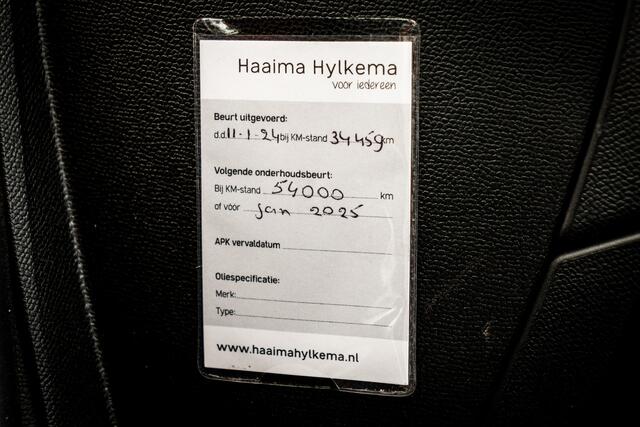 Haaima Hylkema
voor iedereen
Beurt uitgevoerd:
d.d. 11-1-24 bij KM-stand 34459 km
Volgende onderhoudsbeurt:
Bij KM-stand 54000 km
of vóór jan 2025
APK vervaldatum
Oliespecificatie:
Merk:
Type:
www.haaimahylkema.nl